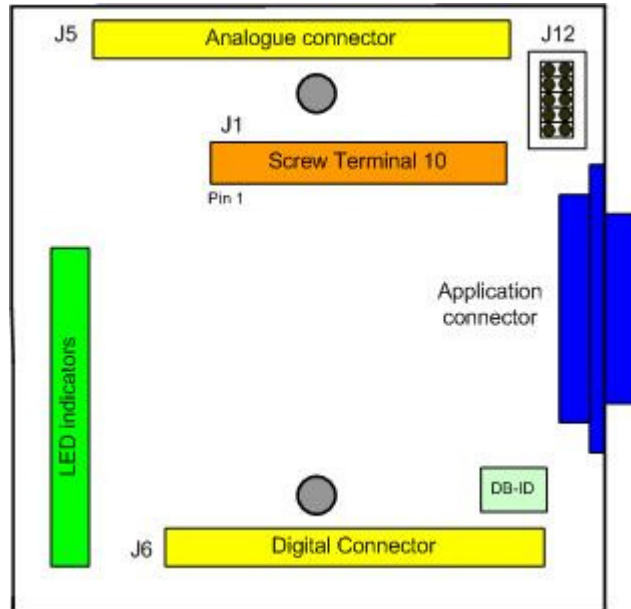 J5
Analogue connector
J12
J1
Screw Terminal 10
Pin 1
Application
connector
LED indicators
DB-ID
J6
Digital Connector